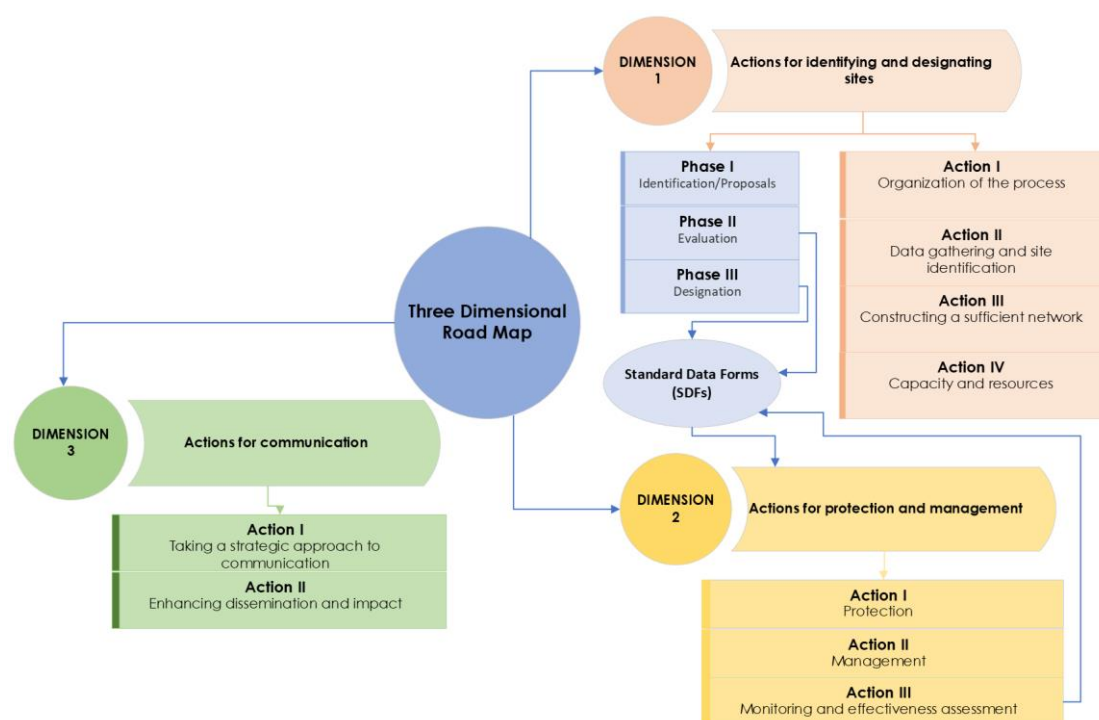 DIMENSION
1
Actions for identifying and designating
sites
Phase I
Identification/Proposals
Phase II
Evaluation
Phase III
Designation
Action I
Organization of the process
Action II
Data gathering and site
identification
Action III
Constructing a sufficient network
Action IV
Capacity and resources
Three Dimensional
Road Map
Standard Data Forms
(SDFs)
DIMENSION
3
Actions for communication
Action I
Taking a strategic approach to
communication
Action II
Enhancing dissemination and impact
DIMENSION
2
Actions for protection and management
Action I
Protection
Action II
Management
Action III
Monitoring and effectiveness assessment